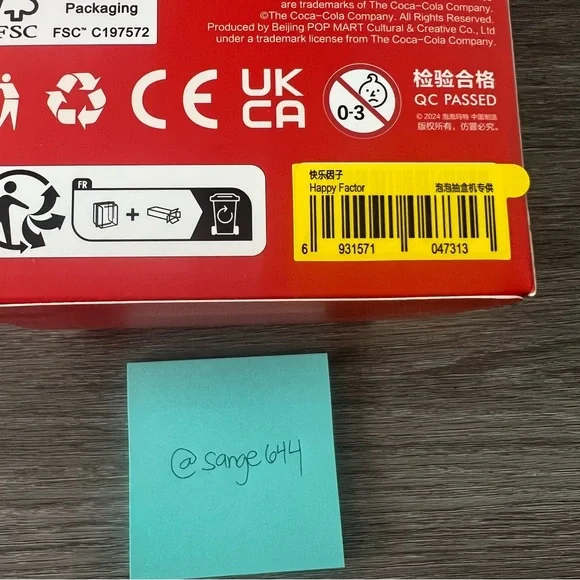 are trademarks of The Coca-Cola Company.
©The Coca-Cola Company. All Rights Reserved.
Produced by Beijing POP MART Cultural & Creative Co., Ltd
under a trademark license from The Coca-Cola Company.
Packaging
FSC™ C197572
FSC
CE
UK
CA
0-3
检验合格
QC PASSED
© 2024 泡泡玛特 中国制造
版权所有，仿冒必究。
FR
快乐因子
Happy Factor
泡泡抽盒机专供
6 931571 047313
@sange644